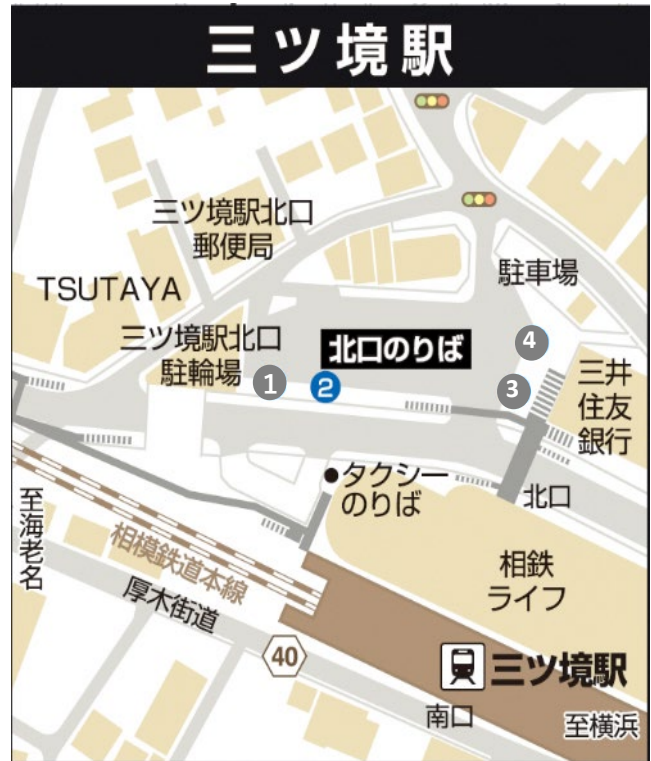 三ツ境駅
三ツ境駅北口
郵便局
TSUTAYA
駐車場
三ツ境駅北口
駐輪場
北口のりば
1
2
3
4
三井
住友
銀行
●タクシー
のりば
北口
至海老名
相模鉄道本線
厚木街道
相鉄
ライフ
40
三ツ境駅
南口
至横浜